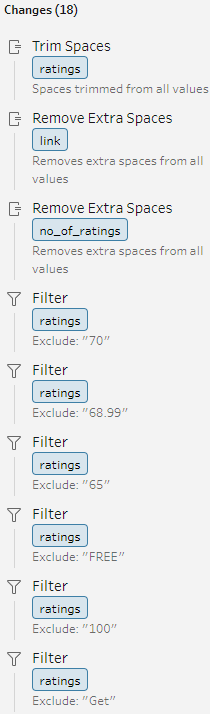 Changes (18)
Trim Spaces
ratings
Spaces trimmed from all values
Remove Extra Spaces
link
Removes extra spaces from all
values
Remove Extra Spaces
no_of_ratings
Removes extra spaces from all
values
Filter
ratings
Exclude: "70"
Filter
ratings
Exclude: "68.99"
Filter
ratings
Exclude: "65"
Filter
ratings
Exclude: "FREE"
Filter
ratings
Exclude: "100"
Filter
ratings
Exclude: "Get"